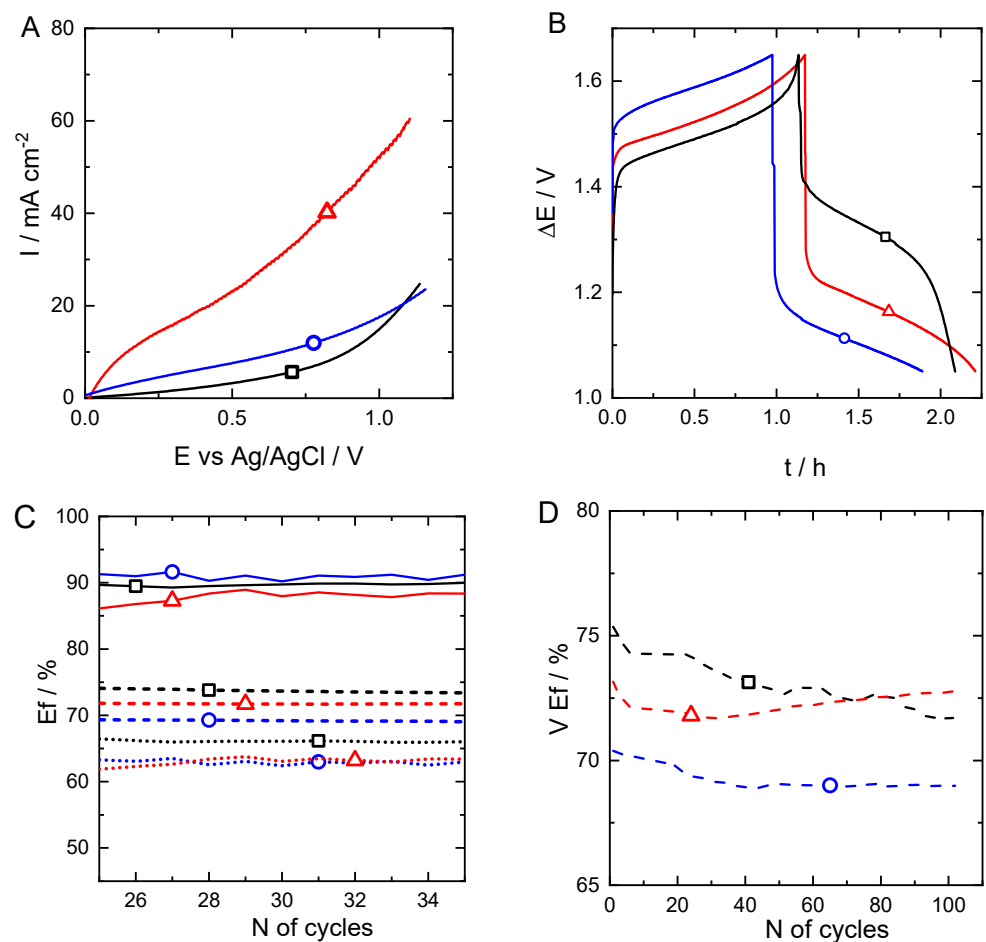 A
80
60
40
20
0
I / mA cm⁻²
0.0 0.5 1.0
E vs Ag/AgCl / V
B
1.6
1.4
1.2
1.0
ΔE / V
0.0 0.5 1.0 1.5 2.0
t / h
C
100
90
80
70
60
50
Ef / %
26 28 30 32 34
N of cycles
D
80
75
70
65
V Ef / %
0 20 40 60 80 100
N of cycles